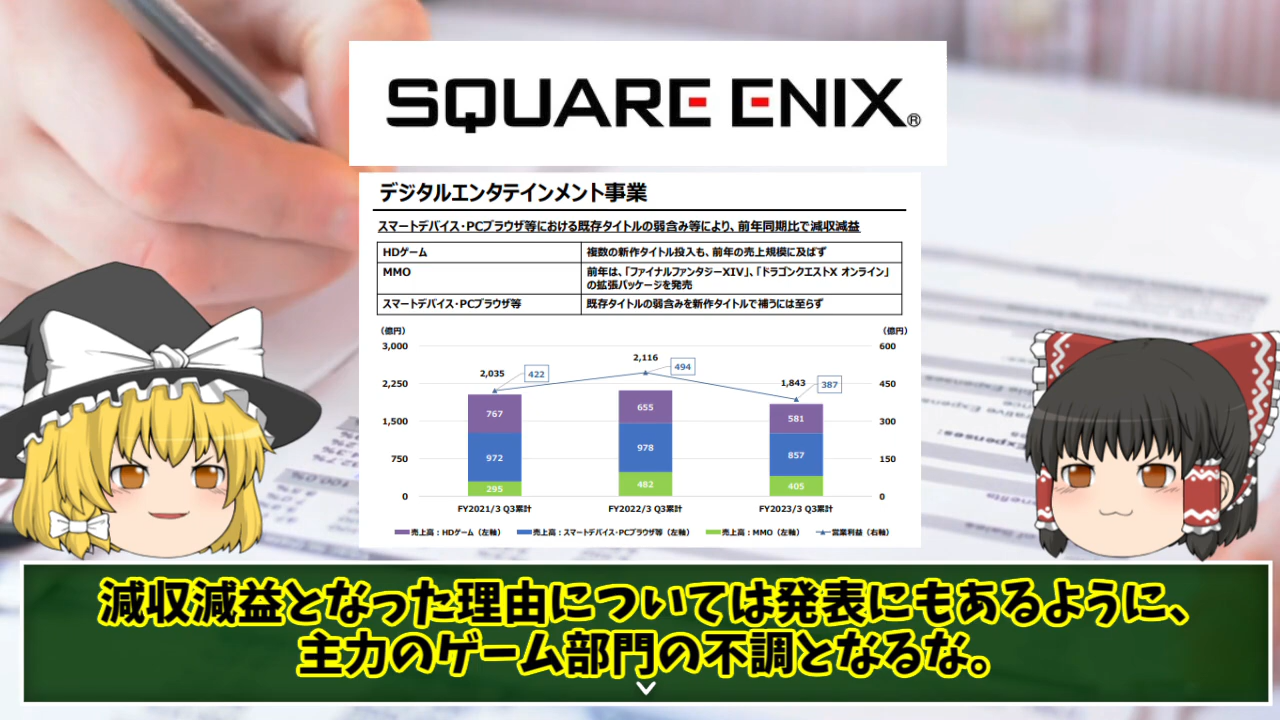 SQUARE ENIX®
デジタルエンタテインメント事業
スマートデバイス・PCブラウザ等における既存タイトルの弱含み等により、前年同期比で減収減益
HDゲーム 複数の新作タイトル投入も、前年の売上規模に及ばず
MMO 前年は、「ファイナルファンタジーXIV」、「ドラゴンクエストX オンライン」
の拡張パッケージを発売
スマートデバイス・PCブラウザ等 既存タイトルの弱含みを新作タイトルで補うには至らず
(億円) (億円)
3,000 600
2,250 450
1,500 300
750 150
0 0
2,035 422
2,116 494
1,843 387
767 655 581
972 978 857
295 482 405
FY2021/3 Q3累計 FY2022/3 Q3累計 FY2023/3 Q3累計
売上高:HDゲーム(左軸) 売上高:スマートデバイス・PCブラウザ等(左軸) 売上高:MMO(左軸) 営業利益(右軸)
減収減益となった理由については発表にもあるように、
主力のゲーム部門の不調となるな。